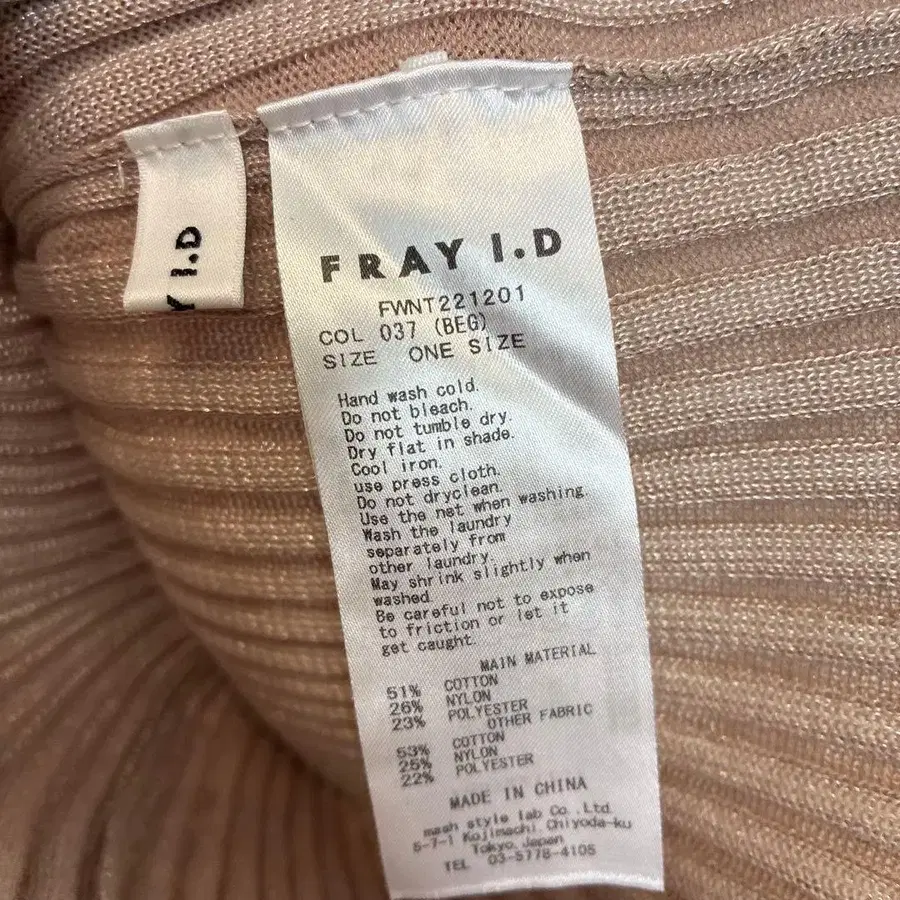 Y I.D
FRAY I.D
FWNT221201
COL 037 (BEG)
SIZE ONE SIZE
Hand wash cold.
Do not bleach.
Do not tumble dry.
Dry flat in shade.
Cool iron.
use press cloth.
Do not dryclean.
Use the net when washing.
Wash the laundry
separately from
other laundry.
May shrink slightly when
washed.
Be careful not to expose
to friction or let it
get caught.
MAIN MATERIAL
51% COTTON
26% NYLON
23% POLYESTER
OTHER FABRIC
53% COTTON
25% NYLON
22% POLYESTER
MADE IN CHINA
mash style lab Co.,Ltd.
5-7-1 Kojimachi Chiyoda-ku
Tokyo Japan
TEL 03-5778-4105